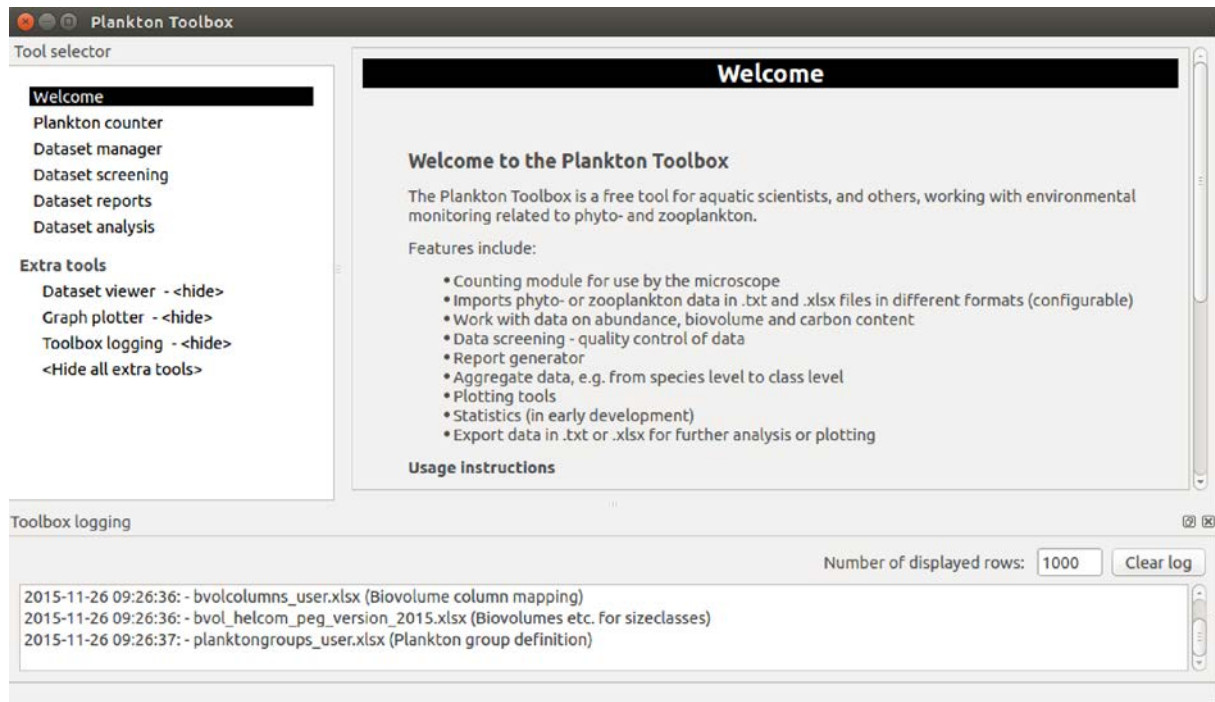 Plankton Toolbox
Tool selector
Welcome
Plankton counter
Dataset manager
Dataset screening
Dataset reports
Dataset analysis
Extra tools
Dataset viewer - <hide>
Graph plotter - <hide>
Toolbox logging - <hide>
<Hide all extra tools>
Welcome
Welcome to the Plankton Toolbox
The Plankton Toolbox is a free tool for aquatic scientists, and others, working with environmental
monitoring related to phyto- and zooplankton.
Features include:
• Counting module for use by the microscope
• Imports phyto- or zooplankton data in .txt and .xlsx files in different formats (configurable)
• Work with data on abundance, biovolume and carbon content
• Data screening - quality control of data
• Report generator
• Aggregate data, e.g. from species level to class level
• Plotting tools
• Statistics (in early development)
• Export data in .txt or .xlsx for further analysis or plotting
Usage instructions
Toolbox logging
Number of displayed rows: 1000 Clear log
2015-11-26 09:26:36: - bvolcolumns_user.xlsx (Biovolume column mapping)
2015-11-26 09:26:36: - bvol_helcom_peg_version_2015.xlsx (Biovolumes etc. for sizeclasses)
2015-11-26 09:26:37: - planktongroups_user.xlsx (Plankton group definition)